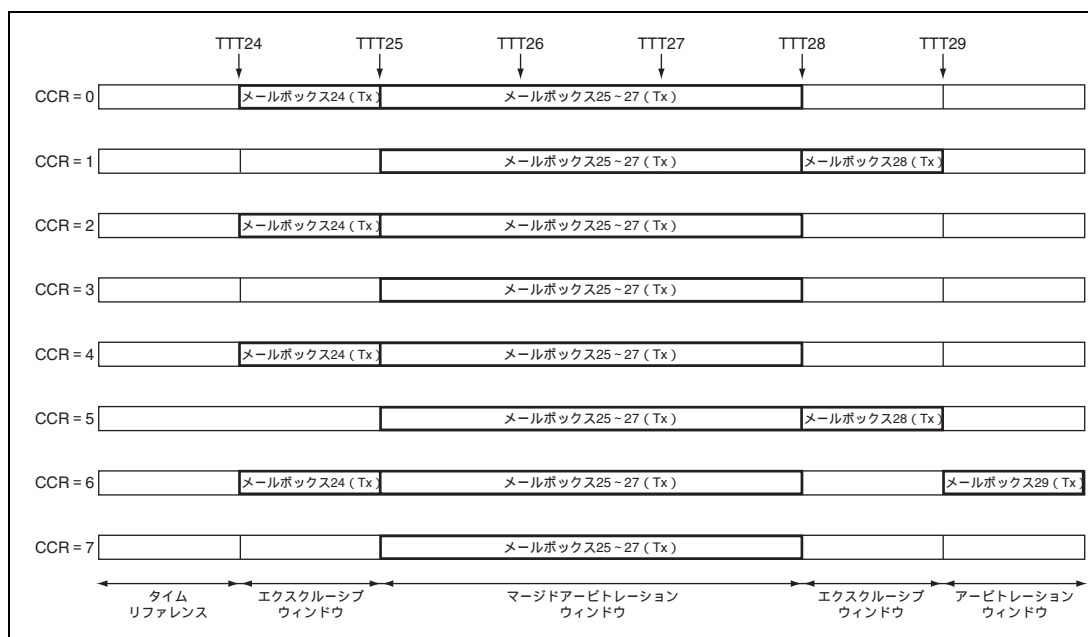 TTT24 TTT25 TTT26 TTT27 TTT28 TTT29
CCR = 0 メールボックス24 ( Tx ) メールボックス25 ~ 27 ( Tx )
CCR = 1 メールボックス25 ~ 27 ( Tx ) メールボックス28 ( Tx )
CCR = 2 メールボックス24 ( Tx ) メールボックス25 ~ 27 ( Tx )
CCR = 3 メールボックス25 ~ 27 ( Tx )
CCR = 4 メールボックス24 ( Tx ) メールボックス25 ~ 27 ( Tx )
CCR = 5 メールボックス25 ~ 27 ( Tx ) メールボックス28 ( Tx )
CCR = 6 メールボックス24 ( Tx ) メールボックス25 ~ 27 ( Tx ) メールボックス29 ( Tx )
CCR = 7 メールボックス25 ~ 27 ( Tx )
タイム エクスクルーシブ マージドアービトレーション エクスクルーシブ アービトレーション
リファレンス ウィンドウ ウィンドウ ウィンドウ ウィンドウ